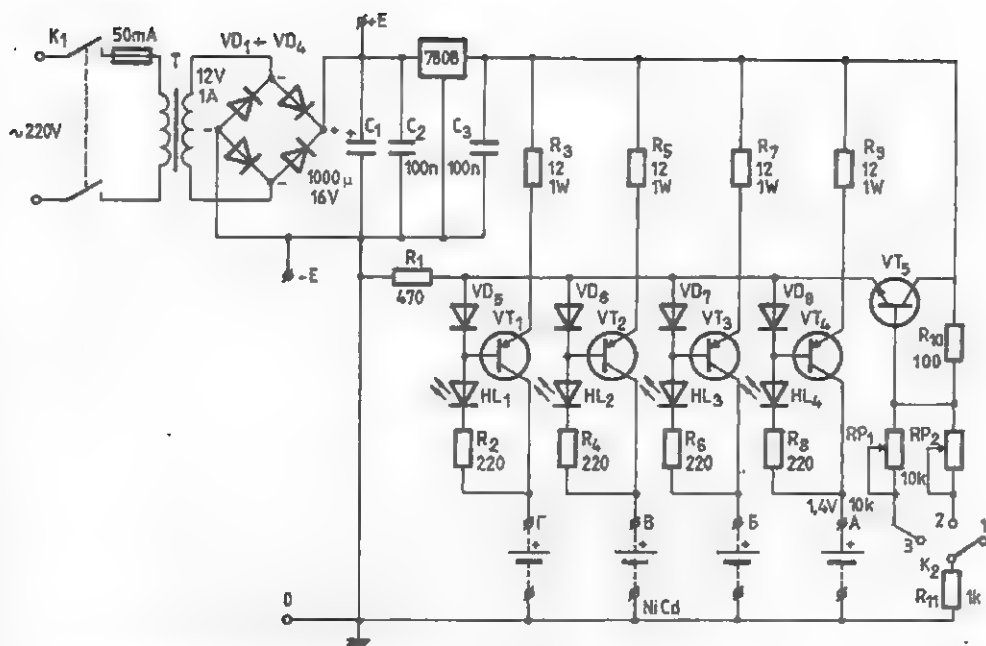 K1
50mA
VD1 ÷ VD4
+E
7808
T
12V
1A
~220V
-
-
-
+
+
C1
C2
C3
1000μ
16V
100n
100n
R3
12
1W
R5
12
1W
R7
12
1W
R9
12
1W
-E
R1
470
VT5
VD5
VD6
VD7
VD8
VT1
VT2
VT3
VT4
R10
100
HL1
HL2
HL3
HL4
R2
220
R4
220
R6
220
R8
220
RP1
10k
RP2
10k
1,4V
Г
В
Б
А
+
+
+
+
3
2
1
K2
R11
1k
0
NiCd